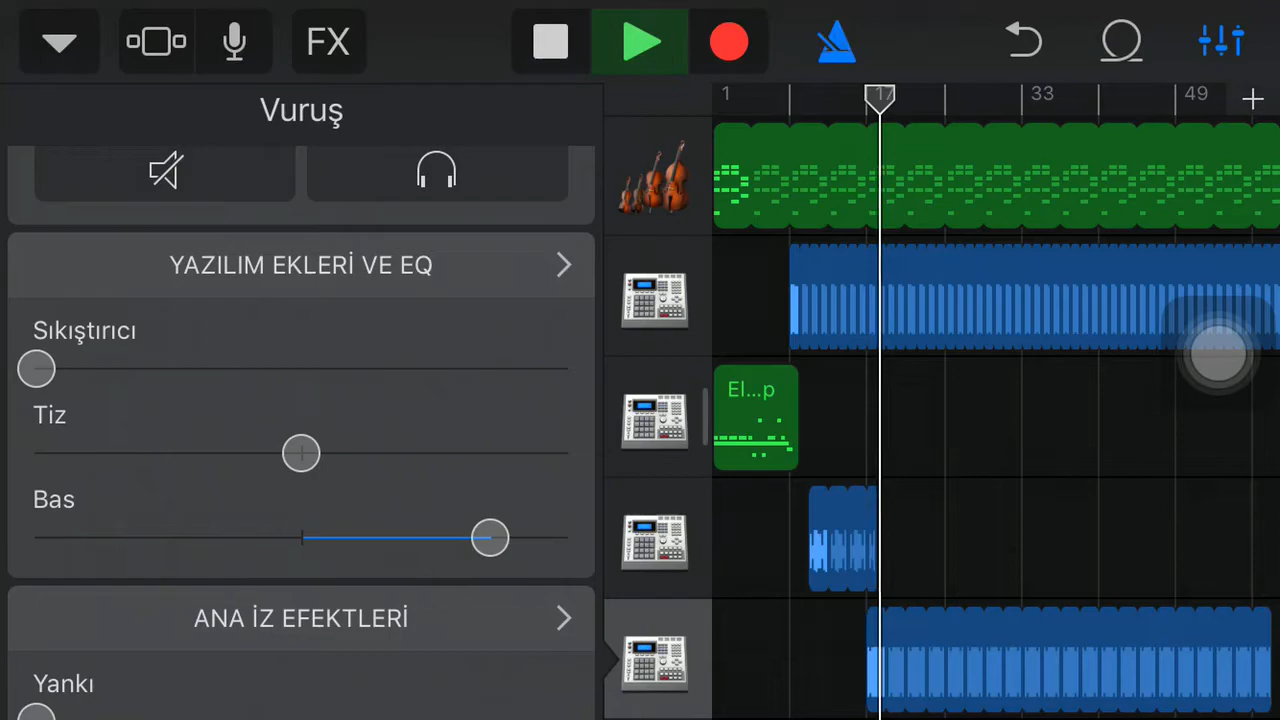 FX
Vuruş
1 17 33 49
YAZILIM EKLERİ VE EQ
Sıkıştırıcı
Tiz
El...p
Bas
ANA İZ EFEKTLERİ
Yankı